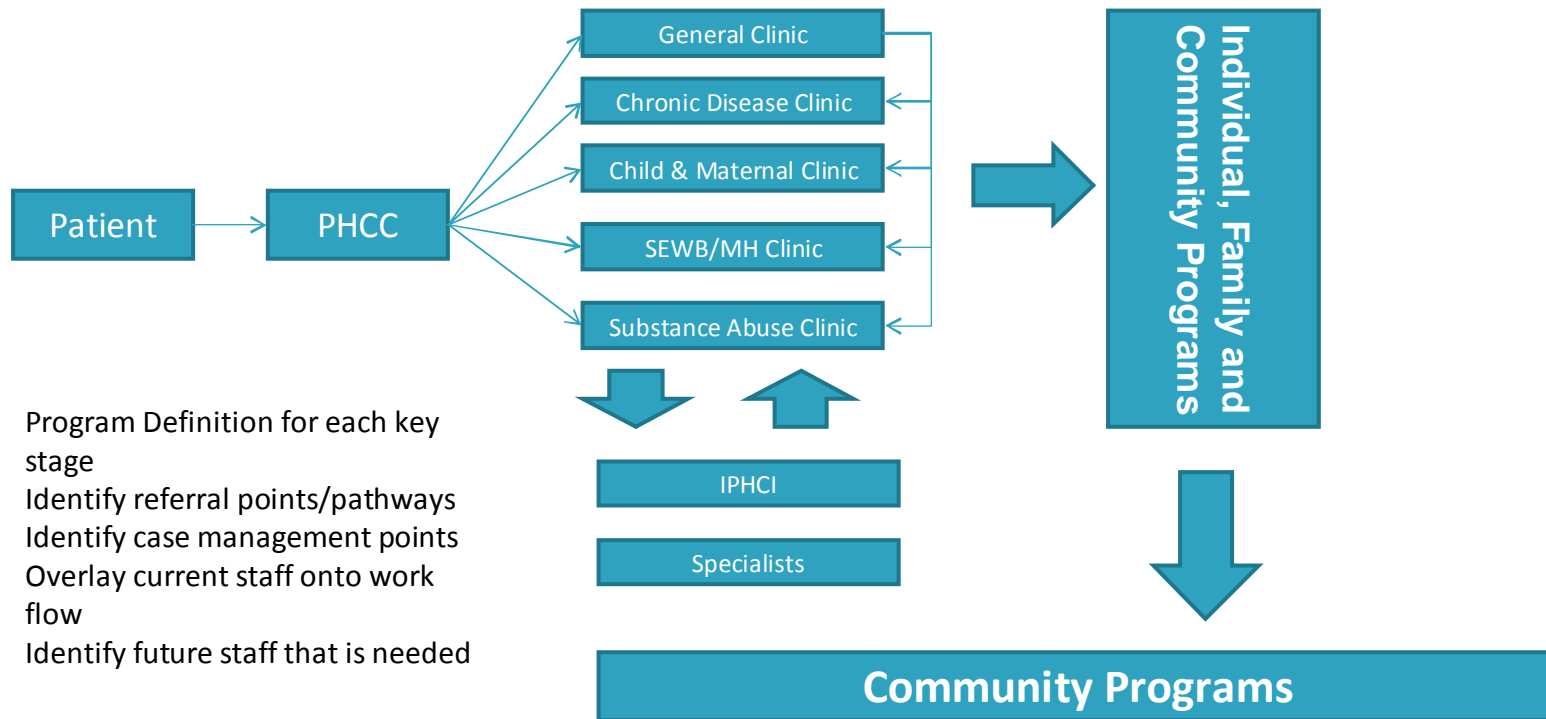 General Clinic
Chronic Disease Clinic
Child & Maternal Clinic
Patient
PHCC
SEWB/MH Clinic
Substance Abuse Clinic
Individual, Family and
Community Programs
Program Definition for each key
stage
Identify referral points/pathways
Identify case management points
Overlay current staff onto work
flow
Identify future staff that is needed
IPHCI
Specialists
Community Programs